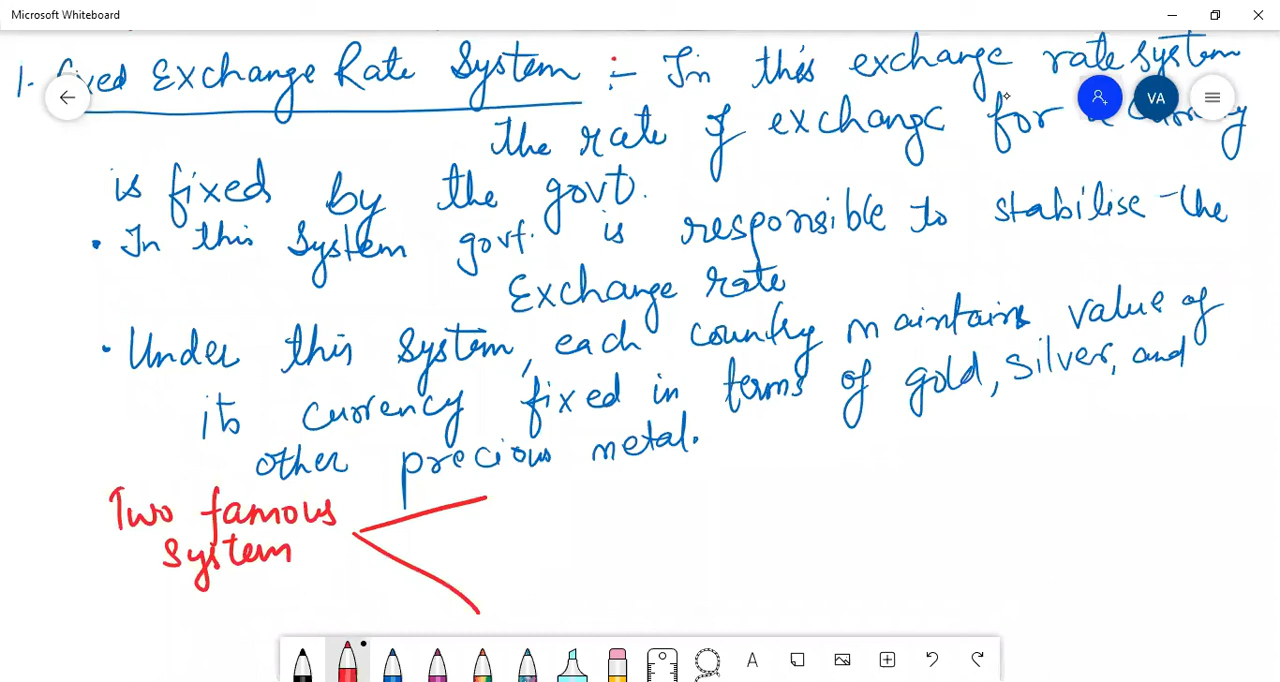 Microsoft Whiteboard
1. Fixed Exchange Rate System :- In this exchange rate system
VA
the rate of exchange for a currency
is fixed by the govt.
• In this system govt. is responsible to stabilise the
Exchange rate
• Under this system, each country maintains value of
its currency fixed in terms of gold, silver, and
other precious metal.
Two famous
system
A